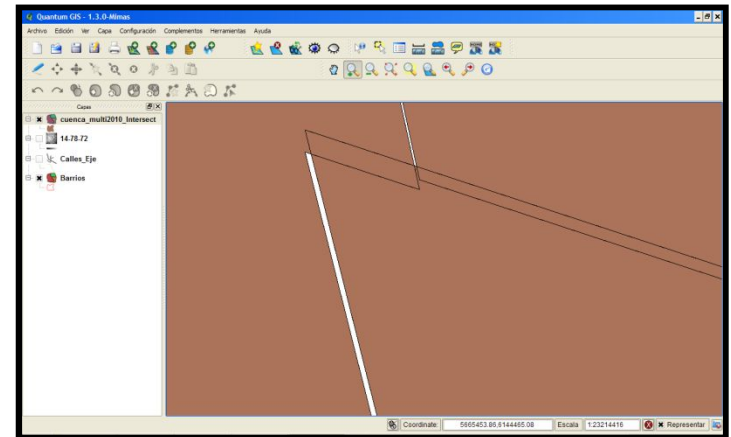 Quantum GIS - 1.3.0-Mimas
Archivo Edición Ver Capa Configuración Complementos Herramientas Ayuda
Capas
cuenca_multi2010_Intersect
14-78-72
Calles_Eje
Barrios
Coordinate: 5665453.86,6144465.08 Escala 1:23214416 Representar